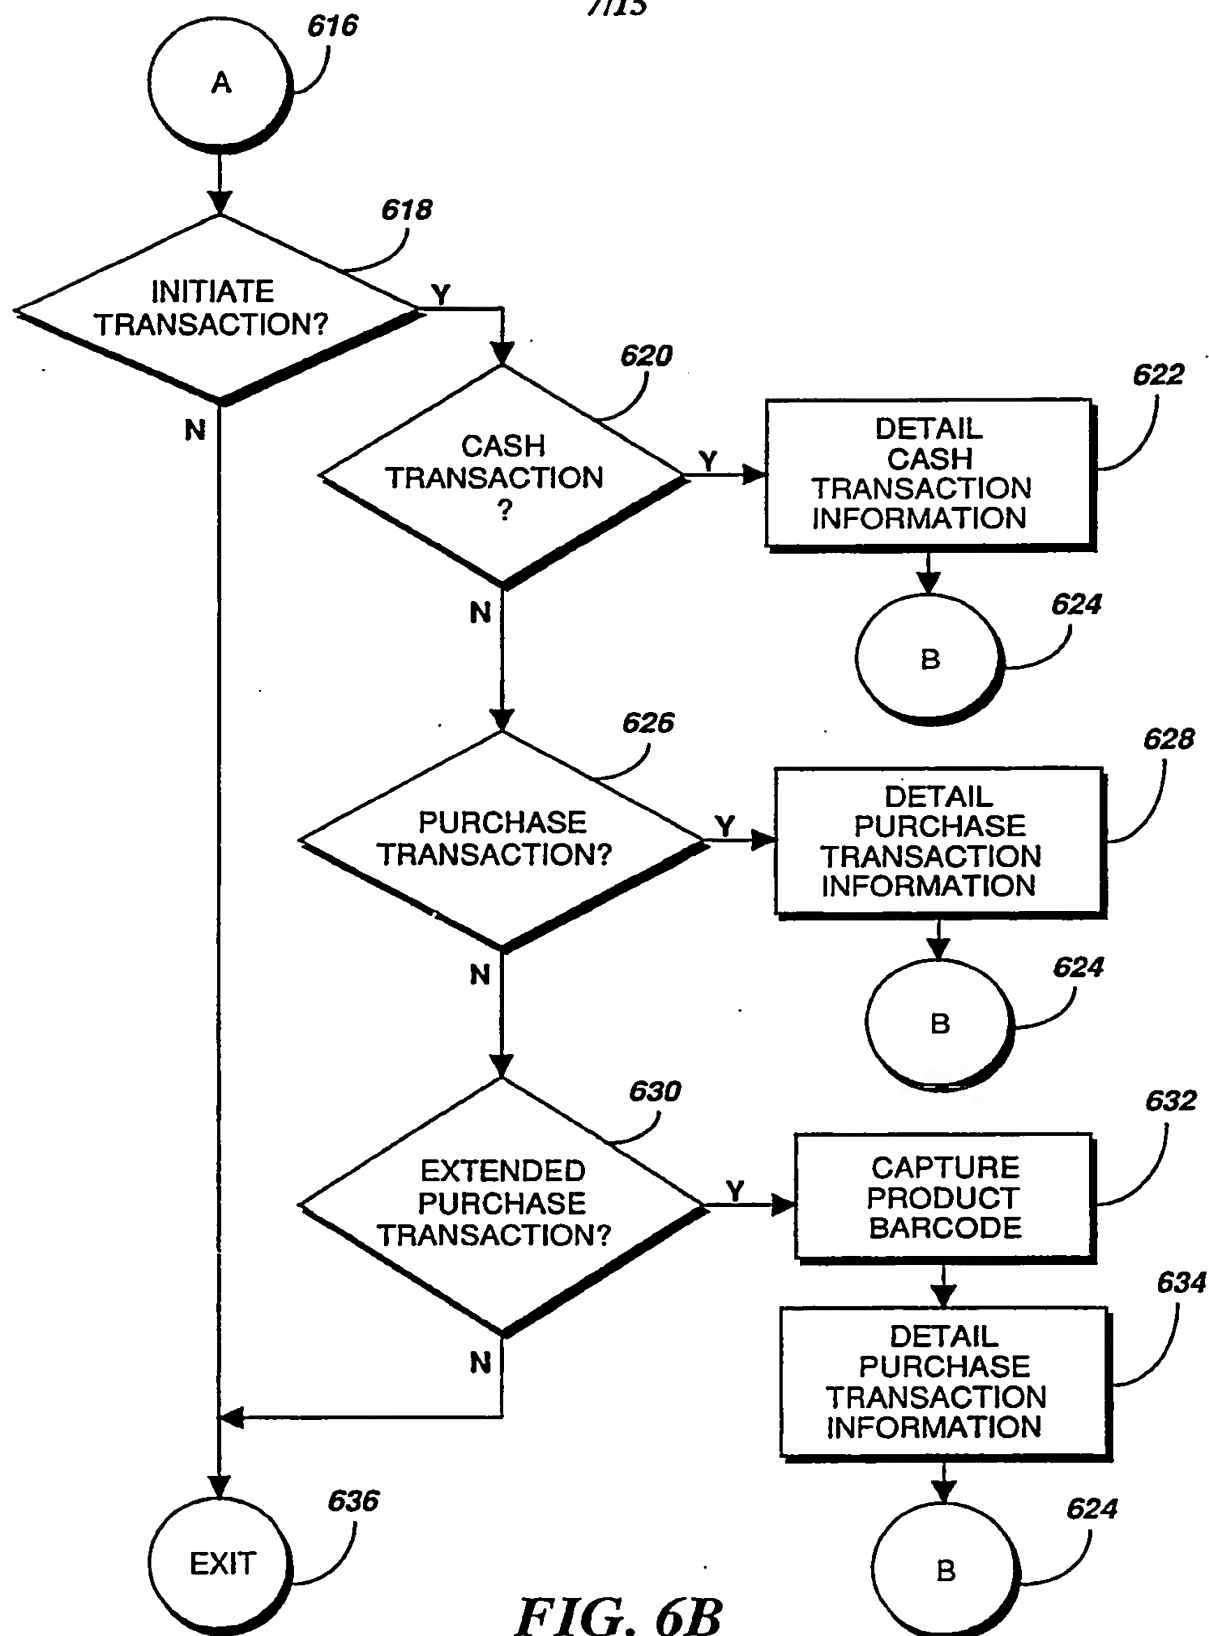 7/15
616
A
618
INITIATE
TRANSACTION?
Y
N
620
CASH
TRANSACTION
?
Y
N
622
DETAIL
CASH
TRANSACTION
INFORMATION
624
B
626
PURCHASE
TRANSACTION?
Y
N
628
DETAIL
PURCHASE
TRANSACTION
INFORMATION
624
B
630
EXTENDED
PURCHASE
TRANSACTION?
Y
N
632
CAPTURE
PRODUCT
BARCODE
634
DETAIL
PURCHASE
TRANSACTION
INFORMATION
624
B
636
EXIT
FIG. 6B